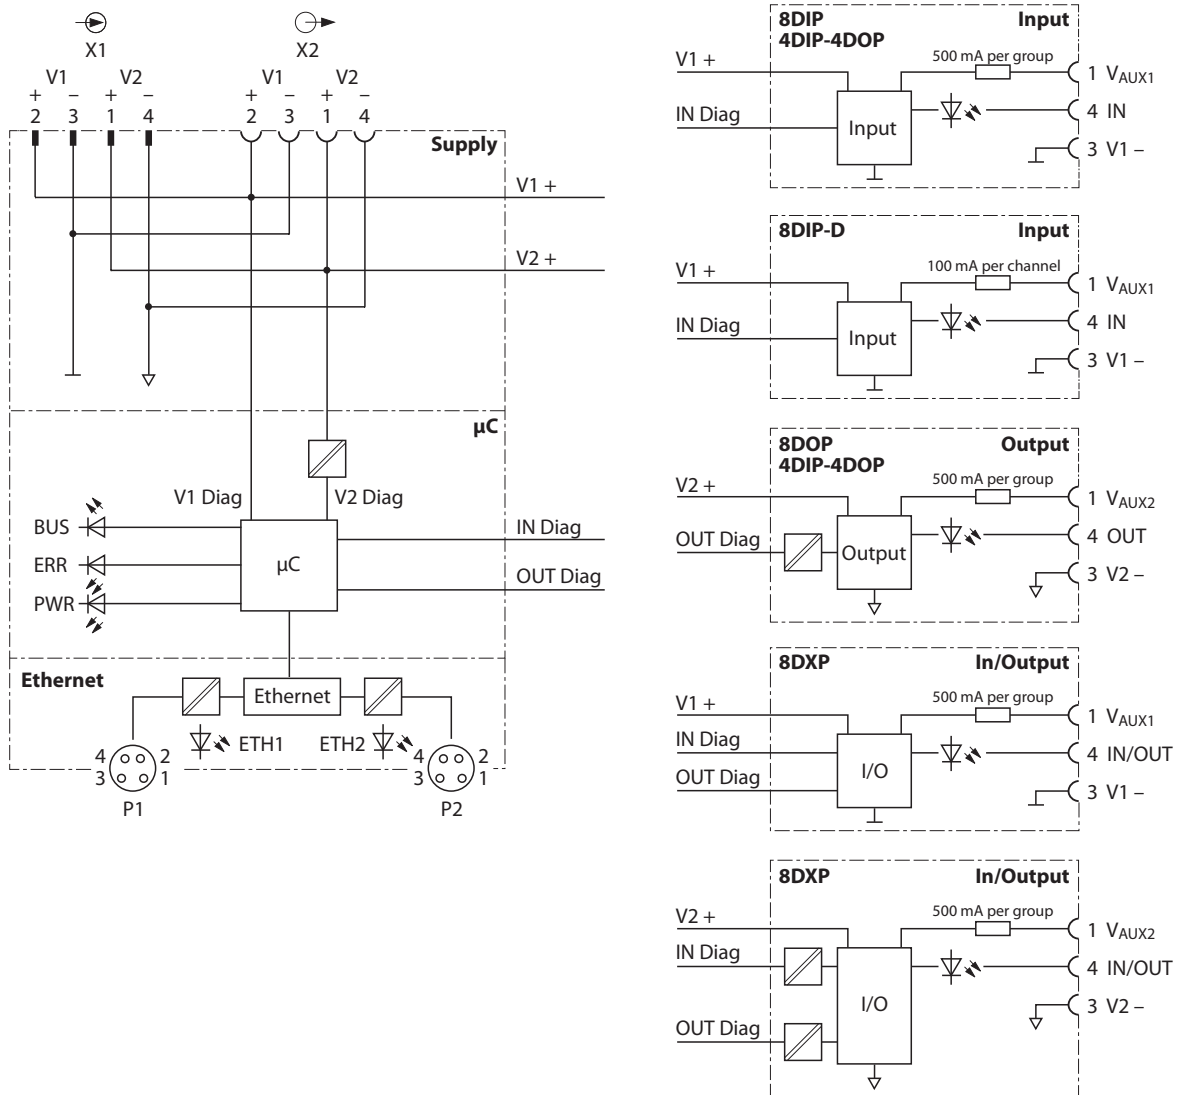 X1 X2
V1 V2 V1 V2
+ – + – + – + –
2 3 1 4 2 3 1 4
Supply
V1 +
V2 +
µC
V1 Diag V2 Diag
BUS
ERR
PWR
µC
IN Diag
OUT Diag
Ethernet
Ethernet
ETH1 ETH2
4 2 4 2
3 1 3 1
P1 P2
8DIP Input
4DIP-4DOP
500 mA per group
V1 +
1 VAUX1
IN Diag
Input
4 IN
3 V1 –
8DIP-D Input
100 mA per channel
V1 +
1 VAUX1
IN Diag
Input
4 IN
3 V1 –
8DOP Output
4DIP-4DOP
500 mA per group
V2 +
1 VAUX2
OUT Diag
Output
4 OUT
3 V2 –
8DXP In/Output
500 mA per group
V1 +
1 VAUX1
IN Diag
4 IN/OUT
OUT Diag
I/O
3 V1 –
8DXP In/Output
500 mA per group
V2 +
1 VAUX2
IN Diag
4 IN/OUT
I/O
3 V2 –
OUT Diag